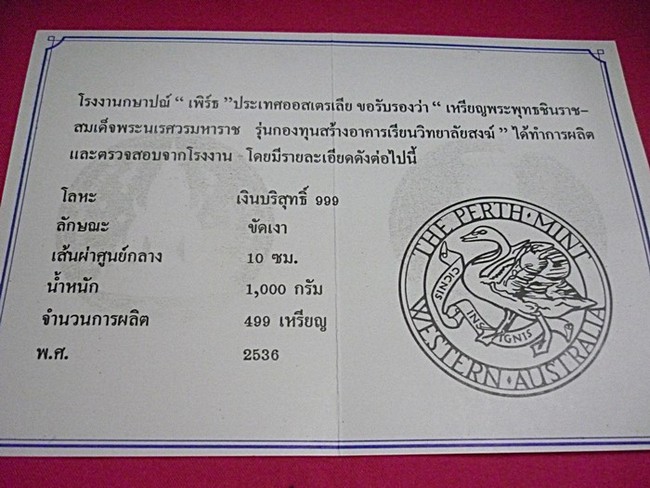 โรงงานกษาปณ์ “ เพิร์ธ ”ประเทศออสเตรเลีย ขอรับรองว่า “ เหรียญพระพุทธชินราช-
สมเด็จพระนเรศวรมหาราช รุ่นกองทุนสร้างอาคารเรียนวิทยาลัยสงฆ์ ” ได้ทำการผลิต
และตรวจสอบจากโรงงาน โดยมีรายละเอียดดังต่อไปนี้
โลหะ เงินบริสุทธิ์ 999
ลักษณะ ขัดเงา
เส้นผ่าศูนย์กลาง 10 ซม.
น้ำหนัก 1,000 กรัม
จำนวนการผลิต 499 เหรียญ
พ.ศ. 2536
THE PERTH·MINT
CIGNIS
INSIGNIS
WESTERN·AUSTRALIA